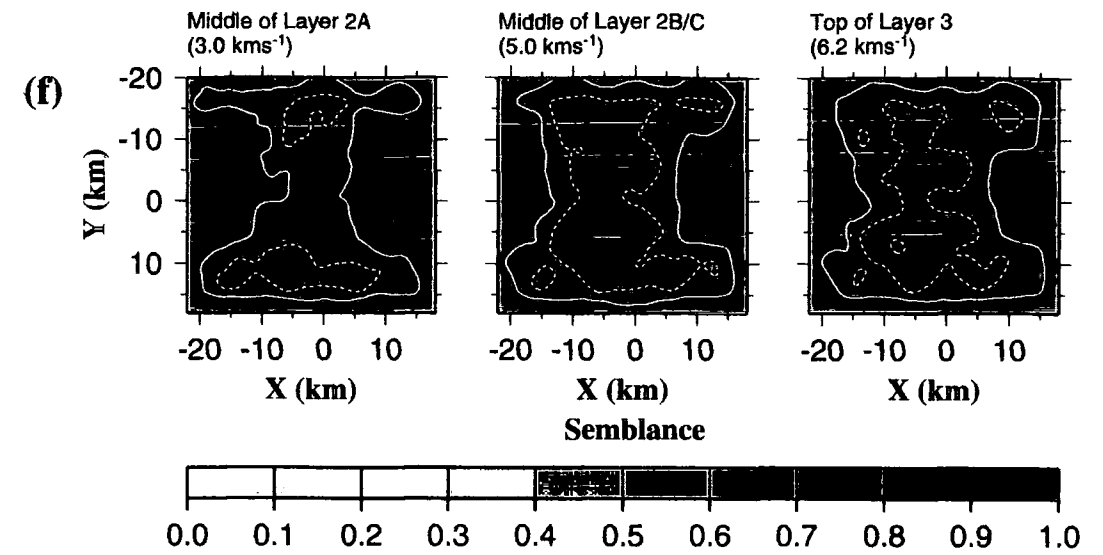 Middle of Layer 2A
(3.0 kms⁻¹)
Middle of Layer 2B/C
(5.0 kms⁻¹)
Top of Layer 3
(6.2 kms⁻¹)
(f)
-20
-10
0
10
Y (km)
-20 -10 0 10
-20 -10 0 10
-20 -10 0 10
X (km)
X (km)
X (km)
Semblance
0.0 0.1 0.2 0.3 0.4 0.5 0.6 0.7 0.8 0.9 1.0